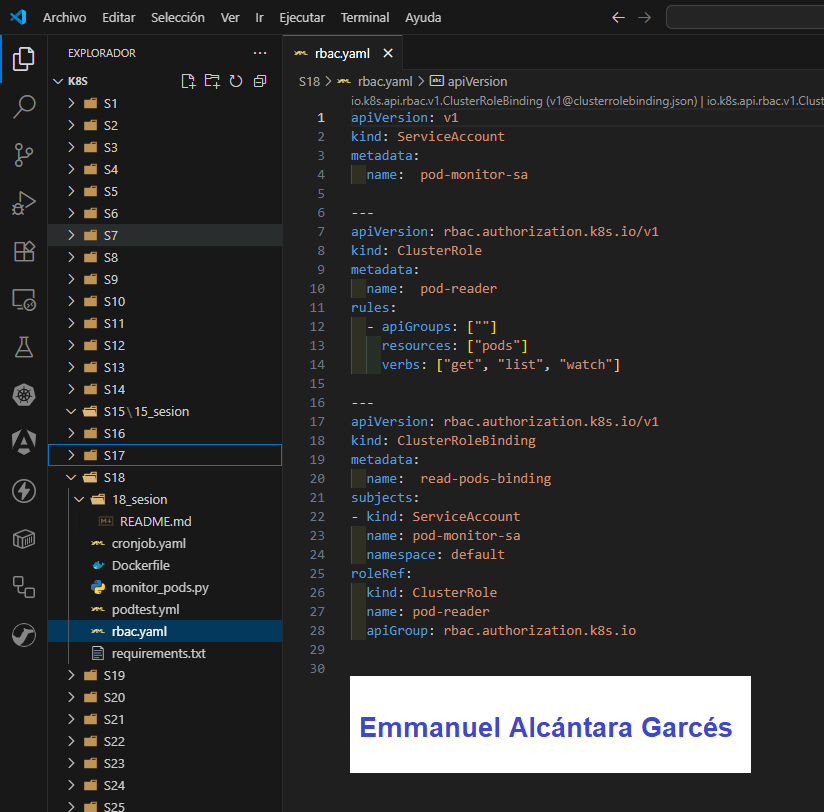 Archivo Editar Selección Ver Ir Ejecutar Terminal Ayuda
EXPLORADOR
K8S
S1
S2
S3
S4
S5
S6
S7
S8
S9
S10
S11
S12
S13
S14
S15\15_sesion
S16
S17
S18
18_sesion
README.md
cronjob.yaml
Dockerfile
monitor_pods.py
podtest.yml
rbac.yaml
requirements.txt
S19
S20
S21
S22
S23
S24
S25
rbac.yaml
S18 > rbac.yaml > apiVersion
io.k8s.api.rbac.v1.ClusterRoleBinding (v1@clusterrolebinding.json) | io.k8s.api.rbac.v1.Clust
1 apiVersion: v1
2 kind: ServiceAccount
3 metadata:
4   name:  pod-monitor-sa
5
6 ---
7 apiVersion: rbac.authorization.k8s.io/v1
8 kind: ClusterRole
9 metadata:
10   name:  pod-reader
11 rules:
12   - apiGroups: [""]
13     resources: ["pods"]
14     verbs: ["get", "list", "watch"]
15
16 ---
17 apiVersion: rbac.authorization.k8s.io/v1
18 kind: ClusterRoleBinding
19 metadata:
20   name:  read-pods-binding
21 subjects:
22 - kind: ServiceAccount
23   name: pod-monitor-sa
24   namespace: default
25 roleRef:
26   kind: ClusterRole
27   name: pod-reader
28   apiGroup: rbac.authorization.k8s.io
29
30
Emmanuel Alcántara Garcés